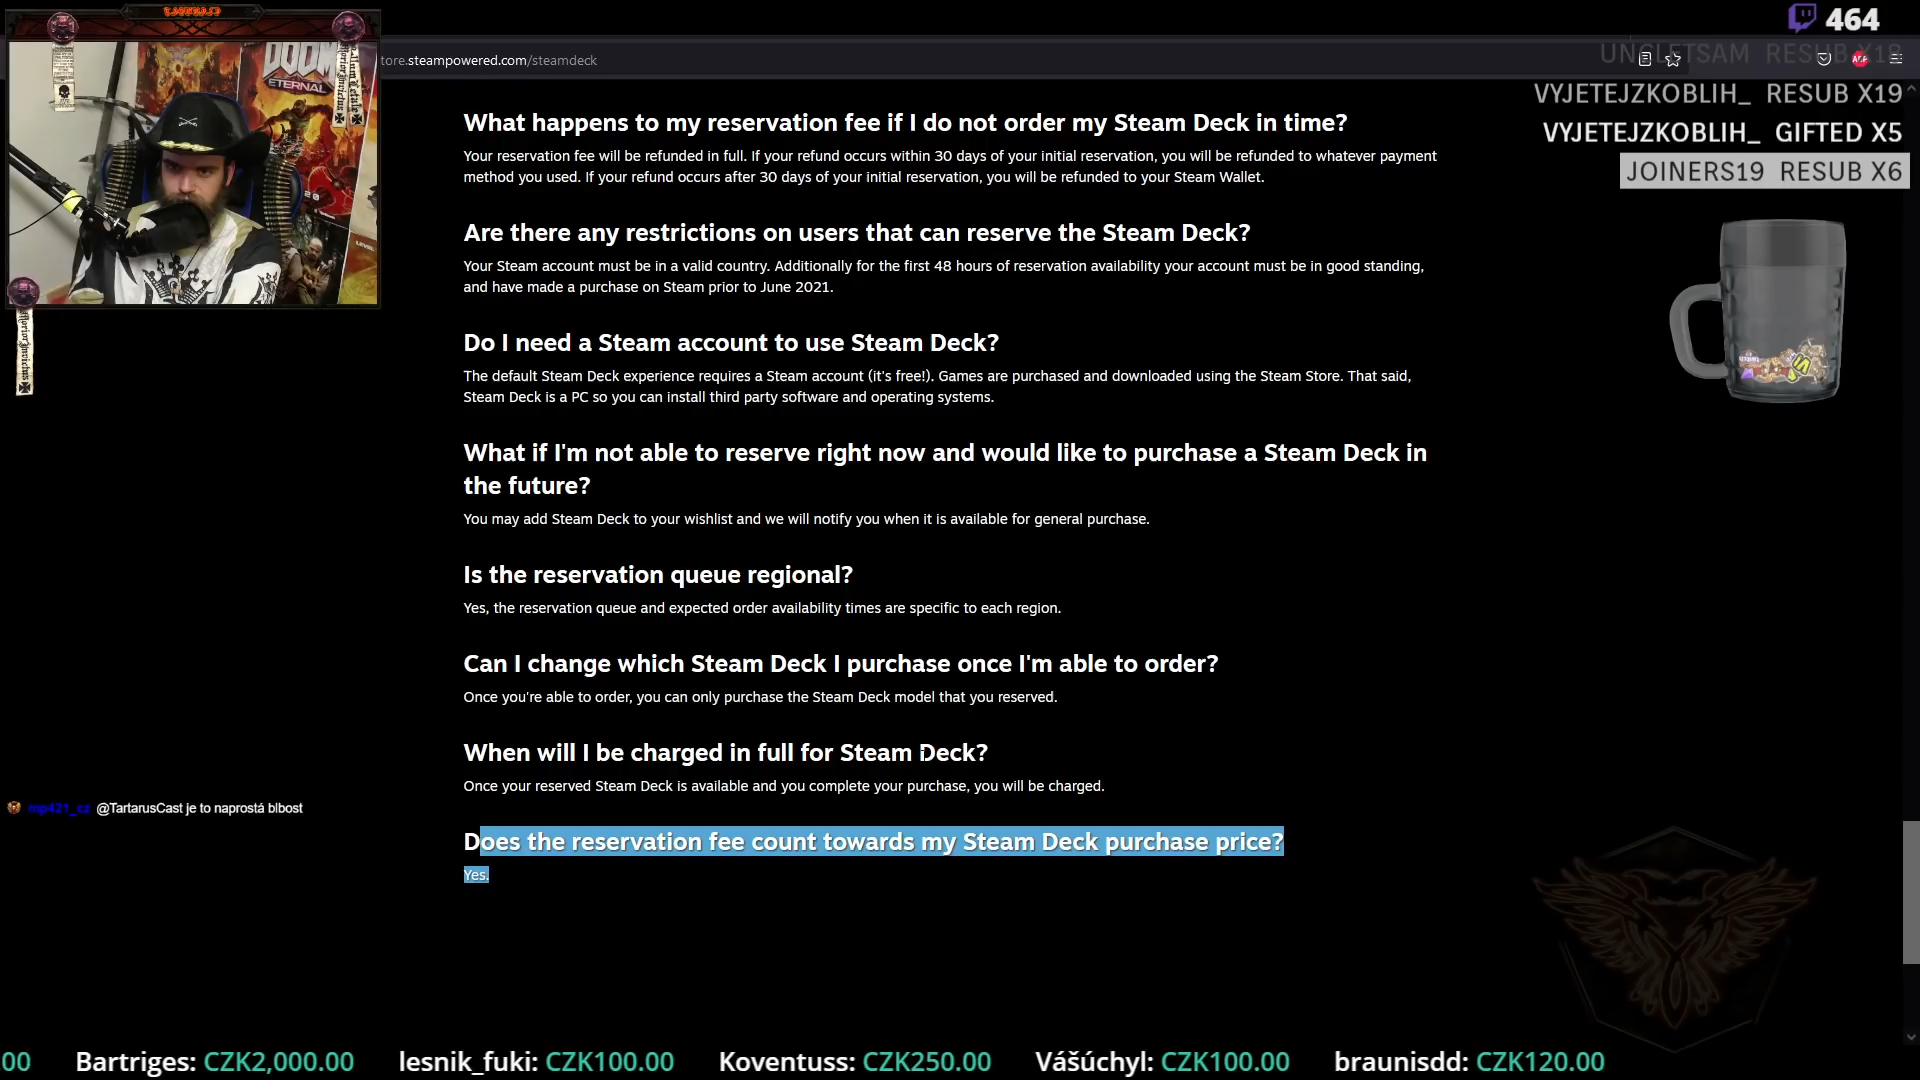 464
tore.steampowered.com/steamdeck
UNCLETSAM RESUB X18
VYJETEJZKOBLIH_ RESUB X19
VYJETEJZKOBLIH_ GIFTED X5
JOINERS19 RESUB X6
DOOM
ETERNAL
What happens to my reservation fee if I do not order my Steam Deck in time?
Your reservation fee will be refunded in full. If your refund occurs within 30 days of your initial reservation, you will be refunded to whatever payment
method you used. If your refund occurs after 30 days of your initial reservation, you will be refunded to your Steam Wallet.
Are there any restrictions on users that can reserve the Steam Deck?
Your Steam account must be in a valid country. Additionally for the first 48 hours of reservation availability your account must be in good standing,
and have made a purchase on Steam prior to June 2021.
Do I need a Steam account to use Steam Deck?
The default Steam Deck experience requires a Steam account (it's free!). Games are purchased and downloaded using the Steam Store. That said,
Steam Deck is a PC so you can install third party software and operating systems.
What if I'm not able to reserve right now and would like to purchase a Steam Deck in
the future?
You may add Steam Deck to your wishlist and we will notify you when it is available for general purchase.
Is the reservation queue regional?
Yes, the reservation queue and expected order availability times are specific to each region.
Can I change which Steam Deck I purchase once I'm able to order?
Once you're able to order, you can only purchase the Steam Deck model that you reserved.
When will I be charged in full for Steam Deck?
Once your reserved Steam Deck is available and you complete your purchase, you will be charged.
mp421_cz @TartarusCast je to naprostá blbost
Does the reservation fee count towards my Steam Deck purchase price?
Yes.
.00 Bartriges: CZK2,000.00 lesnik_fuki: CZK100.00 Koventuss: CZK250.00 Vášúchyl: CZK100.00 braunisdd: CZK120.00